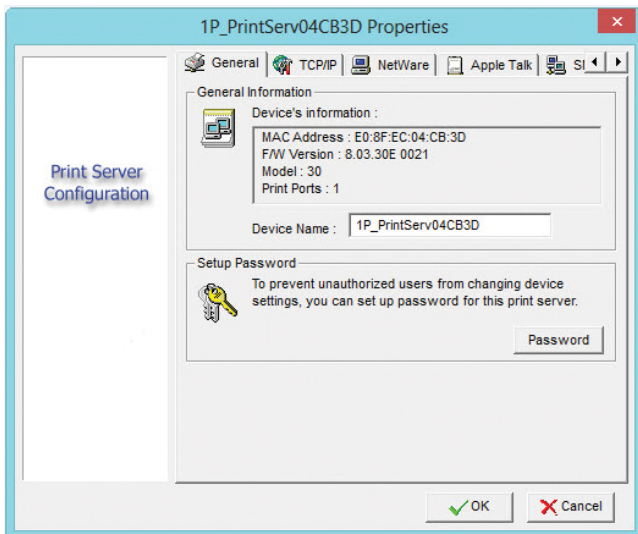 1P_PrintServ04CB3D Properties
General
TCP/IP
NetWare
Apple Talk
General Information
Device's information :
MAC Address : E0:8F:EC:04:CB:3D
F/W Version : 8.03.30E 0021
Model : 30
Print Ports : 1
Device Name : 1P_PrintServ04CB3D
Print Server
Configuration
Setup Password
To prevent unauthorized users from changing device
settings, you can set up password for this print server.
Password
OK
Cancel